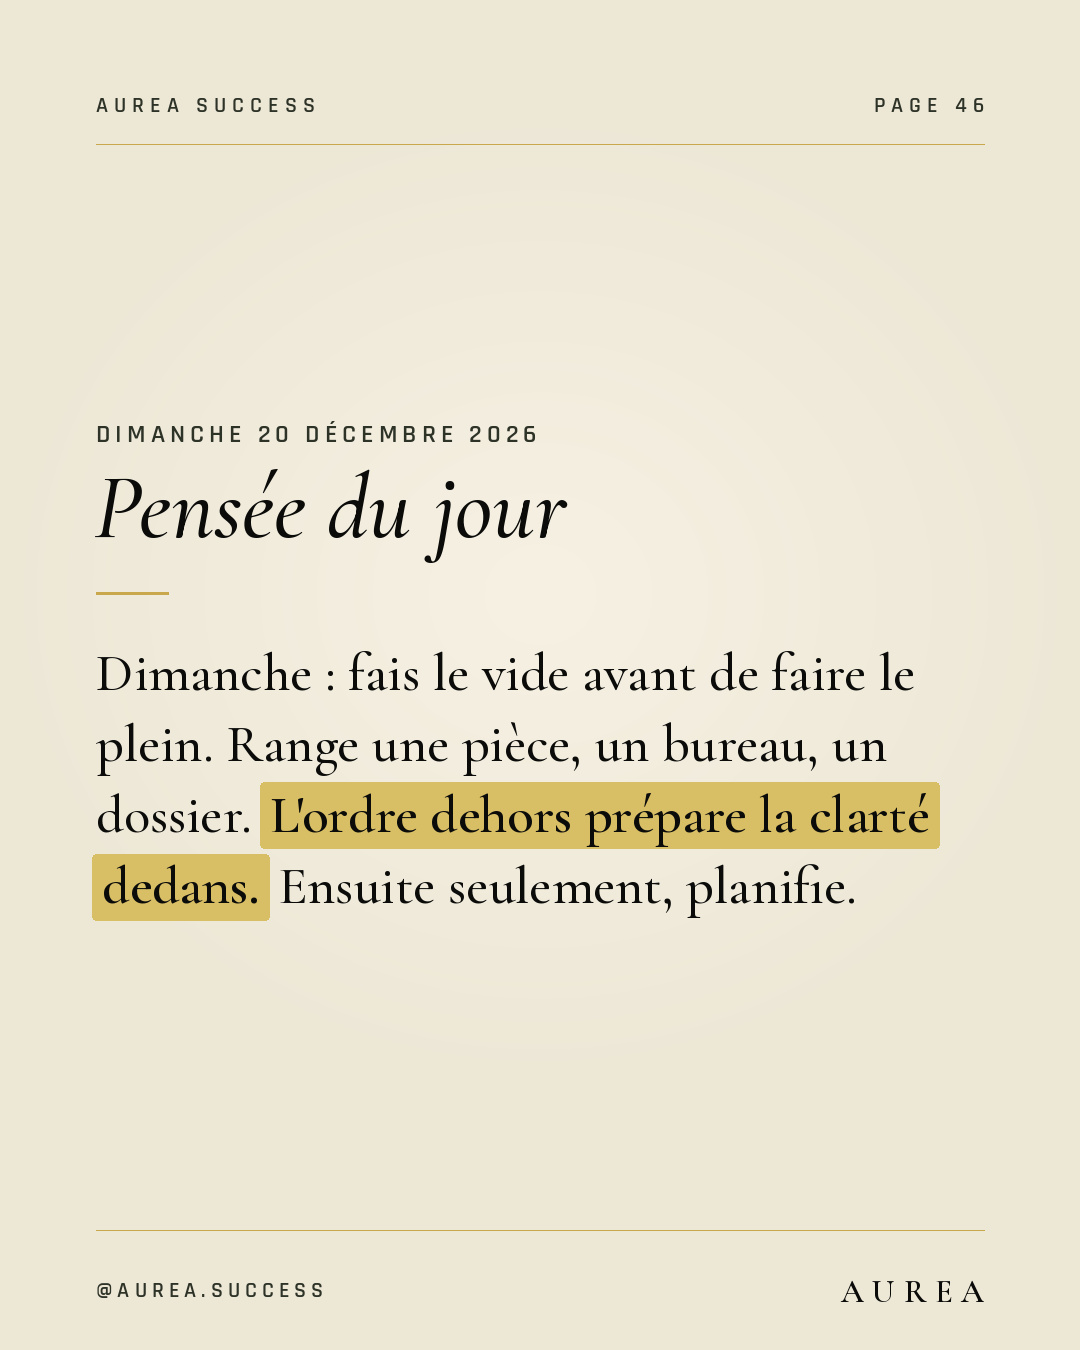 AUREA SUCCESS
PAGE 46
DIMANCHE 20 DÉCEMBRE 2026
Pensée du jour
Dimanche : fais le vide avant de faire le
plein. Range une pièce, un bureau, un
dossier. L'ordre dehors prépare la clarté
dedans. Ensuite seulement, planifie.
@AUREA.SUCCESS
AUREA